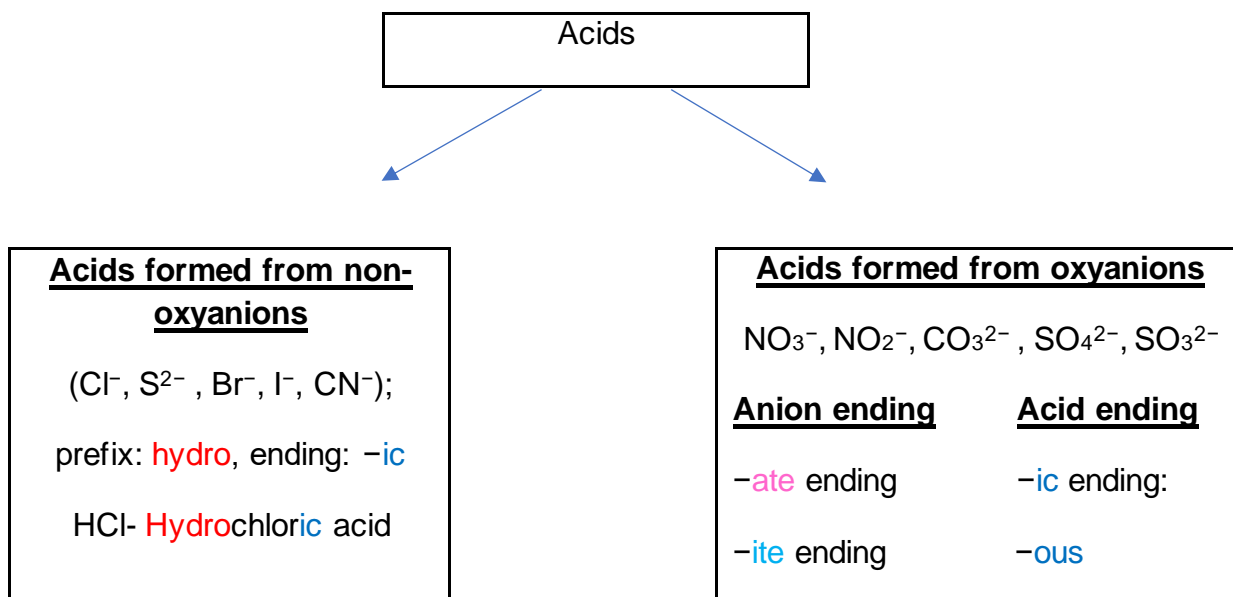 Acids
Acids formed from non-
oxyanions
(Cl⁻, S²⁻ , Br⁻, I⁻, CN⁻);
prefix: hydro, ending: −ic
HCl- Hydrochloric acid
Acids formed from oxyanions
NO₃⁻, NO₂⁻, CO₃²⁻ , SO₄²⁻, SO₃²⁻
Anion ending Acid ending
−ate ending −ic ending:
−ite ending −ous